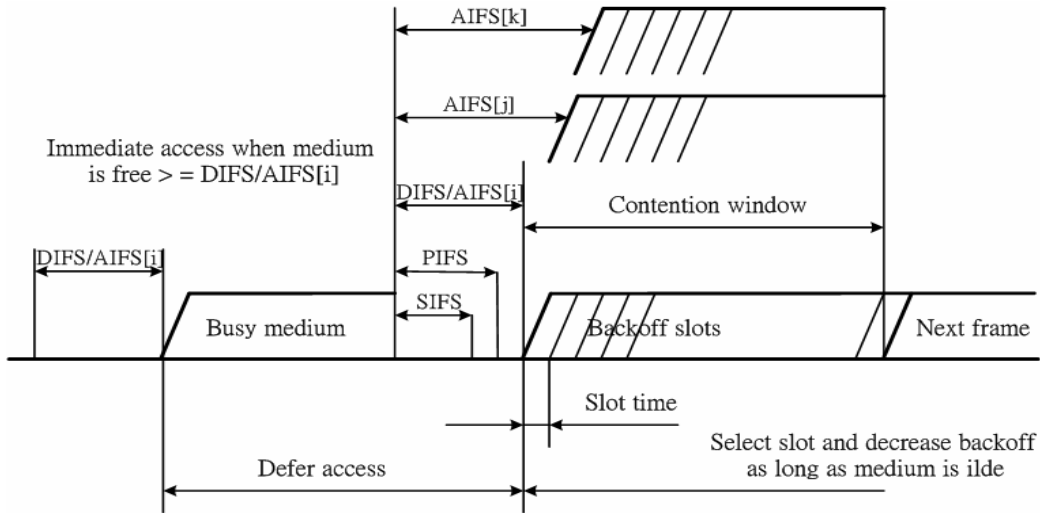 AIFS[k]
AIFS[j]
Immediate access when medium
is free > = DIFS/AIFS[i]
DIFS/AIFS[i]
Contention window
DIFS/AIFS[i]
PIFS
SIFS
Busy medium
Backoff slots
Next frame
Slot time
Defer access
Select slot and decrease backoff
as long as medium is ilde